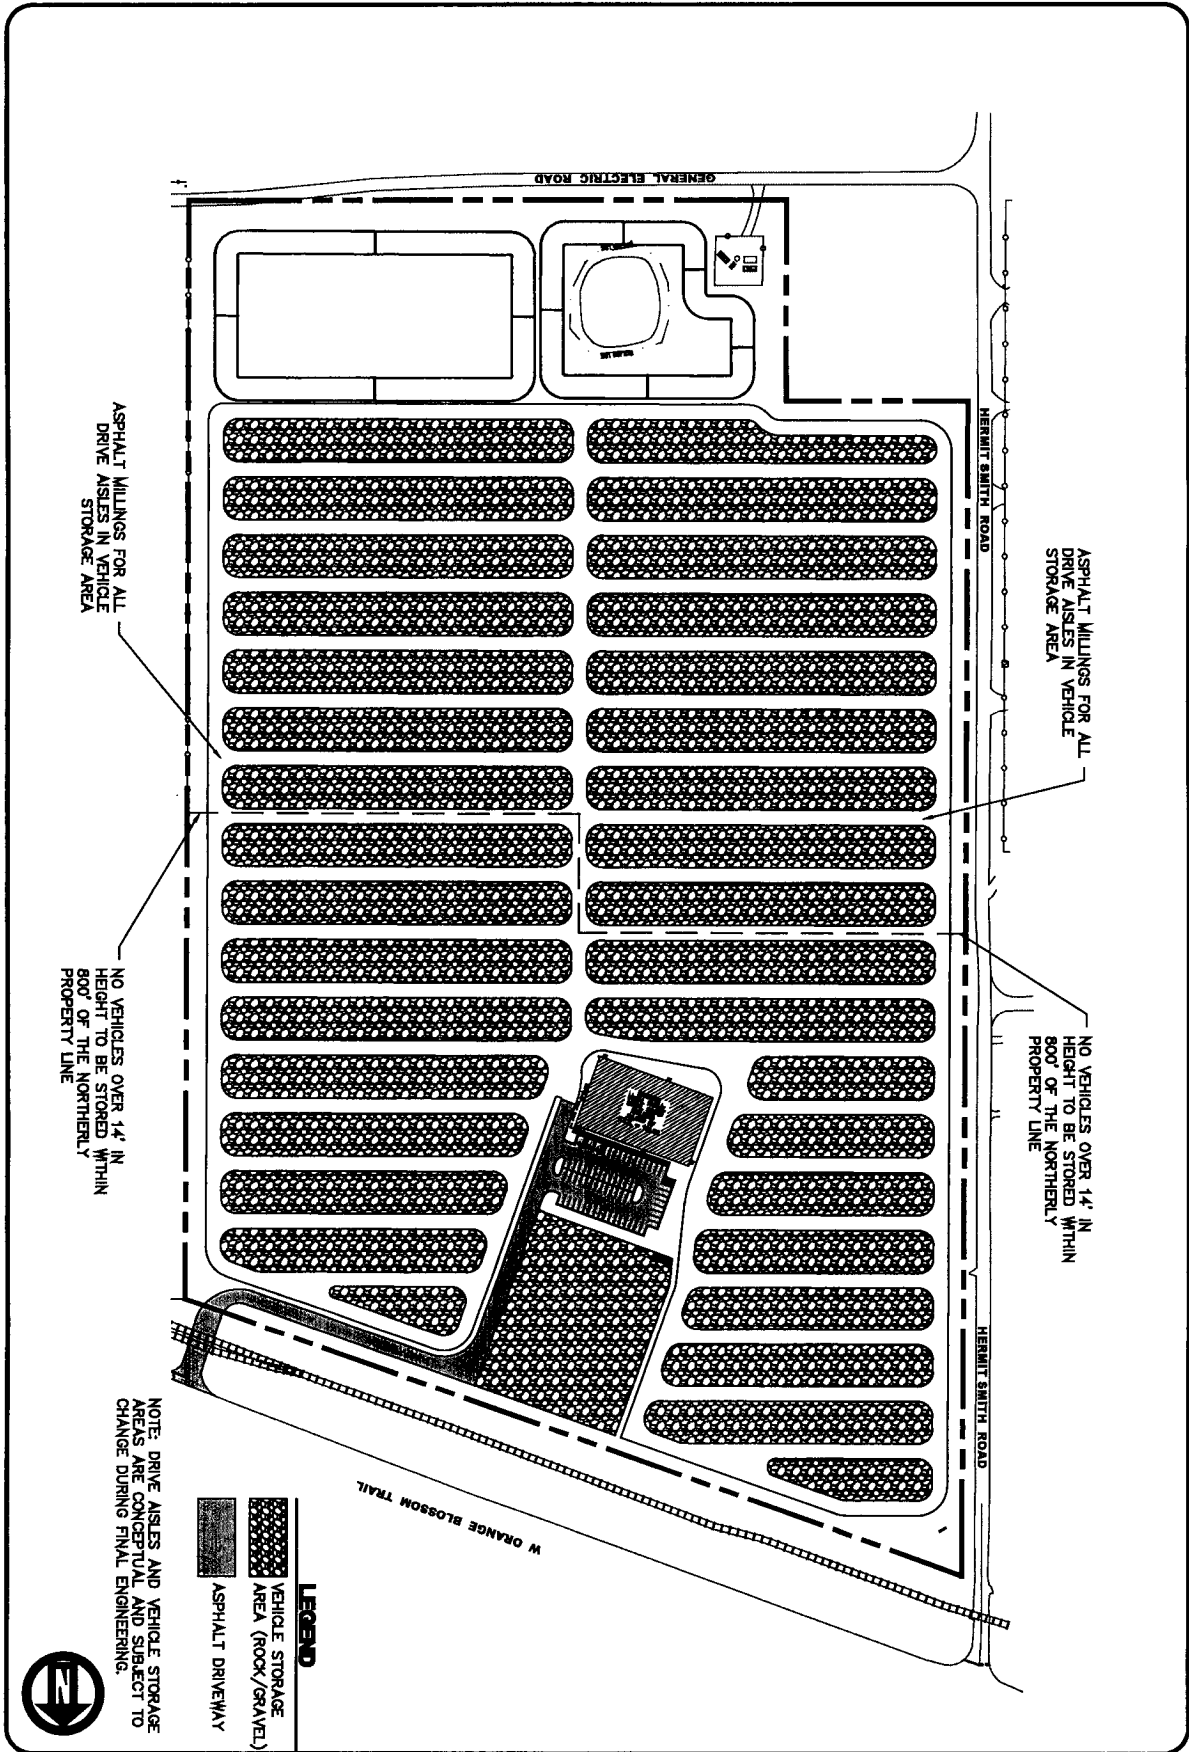 GENERAL ELECTRIC ROAD
HERMIT SMITH ROAD
ASPHALT MILLINGS FOR ALL
DRIVE AISLES IN VEHICLE
STORAGE AREA
ASPHALT MILLINGS FOR ALL
DRIVE AISLES IN VEHICLE
STORAGE AREA
NO VEHICLES OVER 14' IN
HEIGHT TO BE STORED WITHIN
800' OF THE NORTHERLY
PROPERTY LINE
NO VEHICLES OVER 14' IN
HEIGHT TO BE STORED WITHIN
800' OF THE NORTHERLY
PROPERTY LINE
HERMIT SMITH ROAD
W ORANGE BLOSSOM TRAIL
LEGEND
VEHICLE STORAGE
AREA (ROCK/GRAVEL)
ASPHALT DRIVEWAY
NOTE: DRIVE AISLES AND VEHICLE STORAGE
AREAS ARE CONCEPTUAL AND SUBJECT TO
CHANGE DURING FINAL ENGINEERING.
N